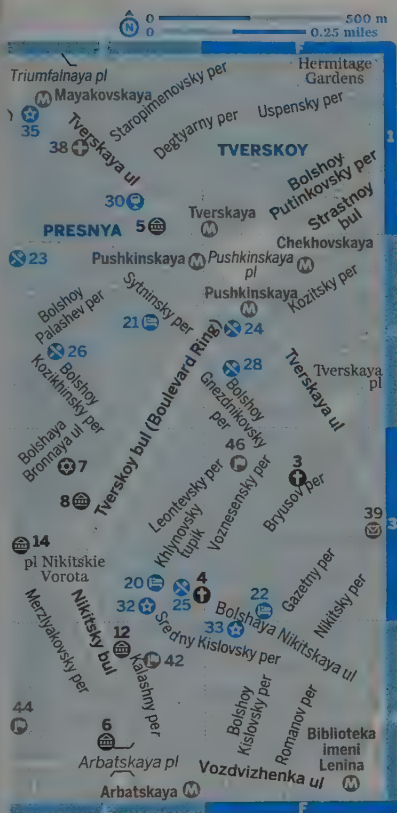 0 500 m
N 0 0.25 miles
Triumfalnaya pl
Hermitage
Gardens
Mayakovskaya
Staropimenovsky per
35
Tverskaya ul
Degtyarny per
Uspensky per
1
38
TVERSKOY
Bolshoy
Putinkovsky per
Strastnoy
bul
30
Tverskaya
PRESNYA
5
Chekhovskaya
23
Pushkinskaya
Pushkinskaya
pl
Kozitsky per
Pushkinskaya
Sytninsky per
Bolshoy
Palashev per
21
24
26
Bolshoy
Kozikhinsky per
28
Tverskaya ul
Tverskaya
pl
Bolshoy
Gnezdnikovsky
per
Tverskoy bul (Boulevard Ring)
Bolshaya
Bronnaya ul
46
7
8
Leontevsky per
Voznesensky per
3
Bryusov per
39
3
Khlynovsky
tupik
14
pl Nikitskie
Vorota
20
4
25
22
Gazetny per
Nikitsky per
32
33
Bolshaya Nikitskaya ul
Merzlyakovsky per
Nikitsky bul
Sredny Kislovsky per
12
42
Kalashny per
44
Bolshoy
Kislovsky per
Romanov per
6
Biblioteka
imeni
Lenina
Arbatskaya pl
Vozdvizhenka ul
Arbatskaya
F